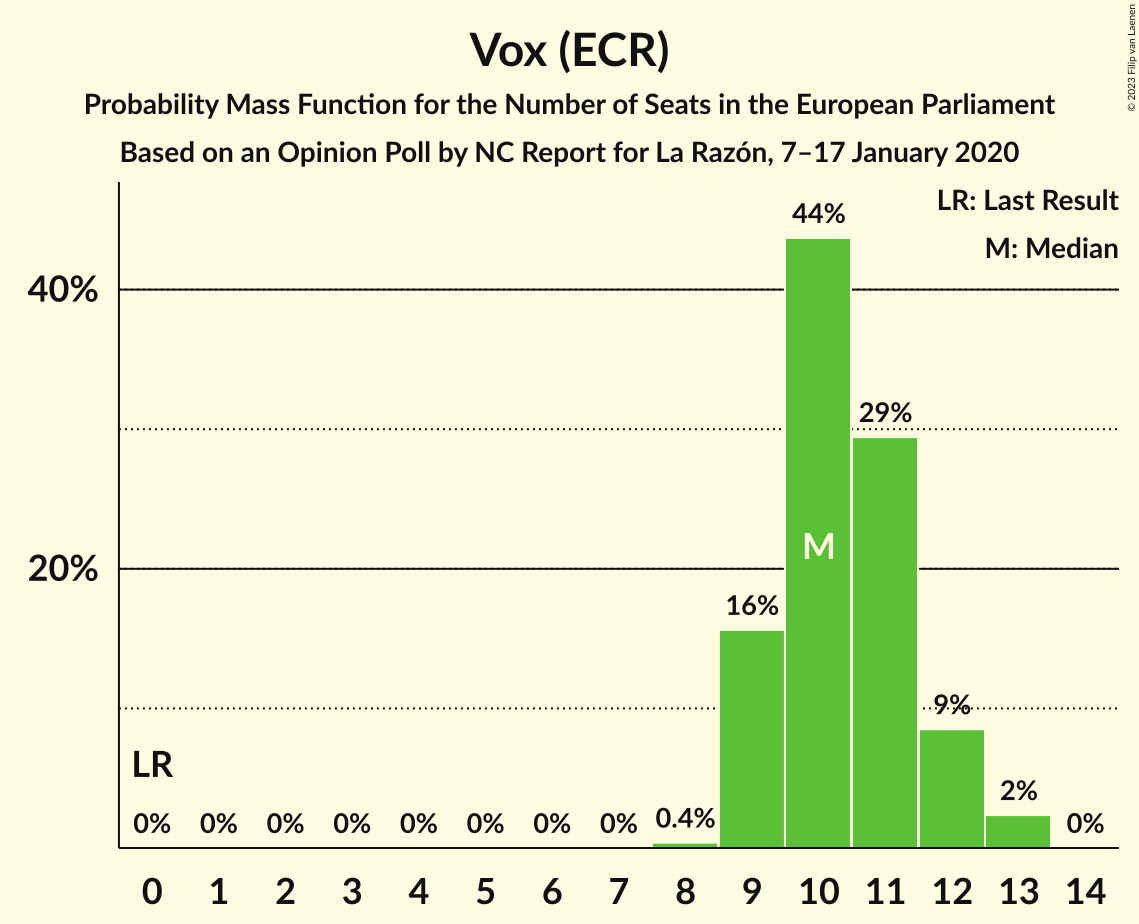 Vox (ECR)
Probability Mass Function for the Number of Seats in the European Parliament
Based on an Opinion Poll by NC Report for La Razón, 7–17 January 2020
© 2023 Filip van Laenen
LR: Last Result
M: Median
44%
40%
29%
M
20%
16%
9%
LR
2%
0% 0% 0% 0% 0% 0% 0% 0% 0.4% 0%
0 1 2 3 4 5 6 7 8 9 10 11 12 13 14